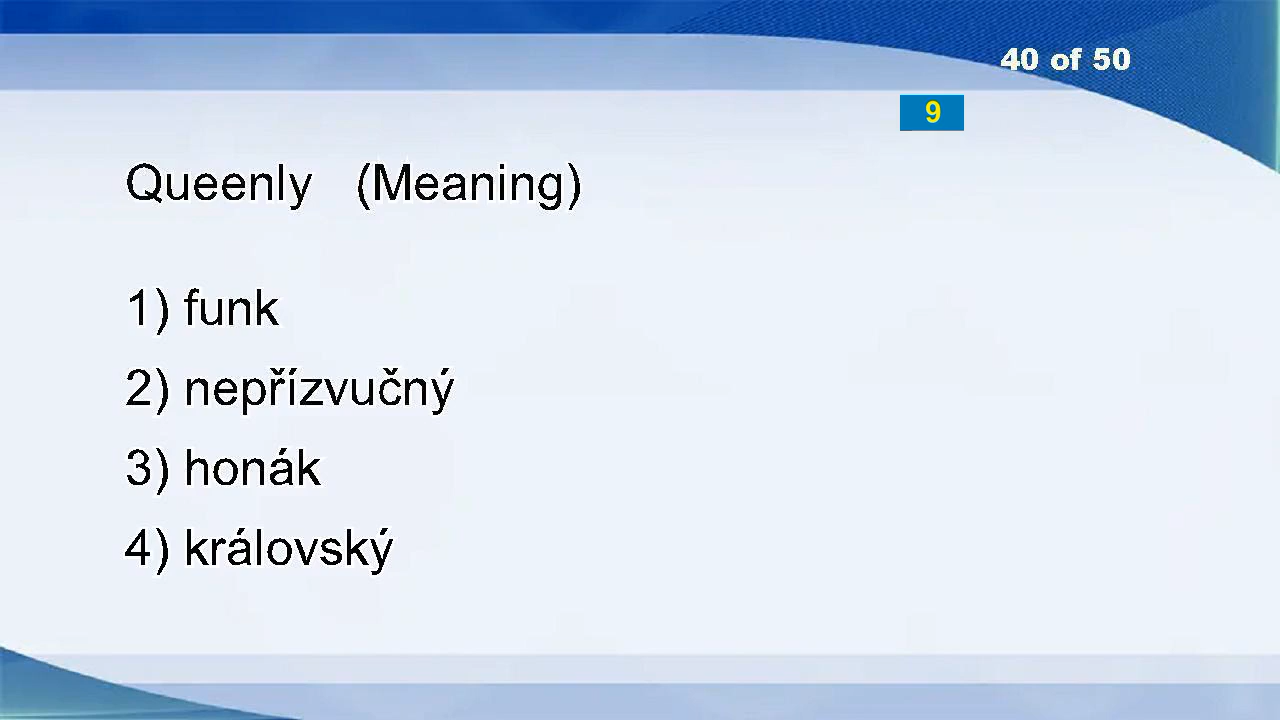 40 of 50
9
Queenly (Meaning)
1) funk
2) nepřízvučný
3) honák
4) královský